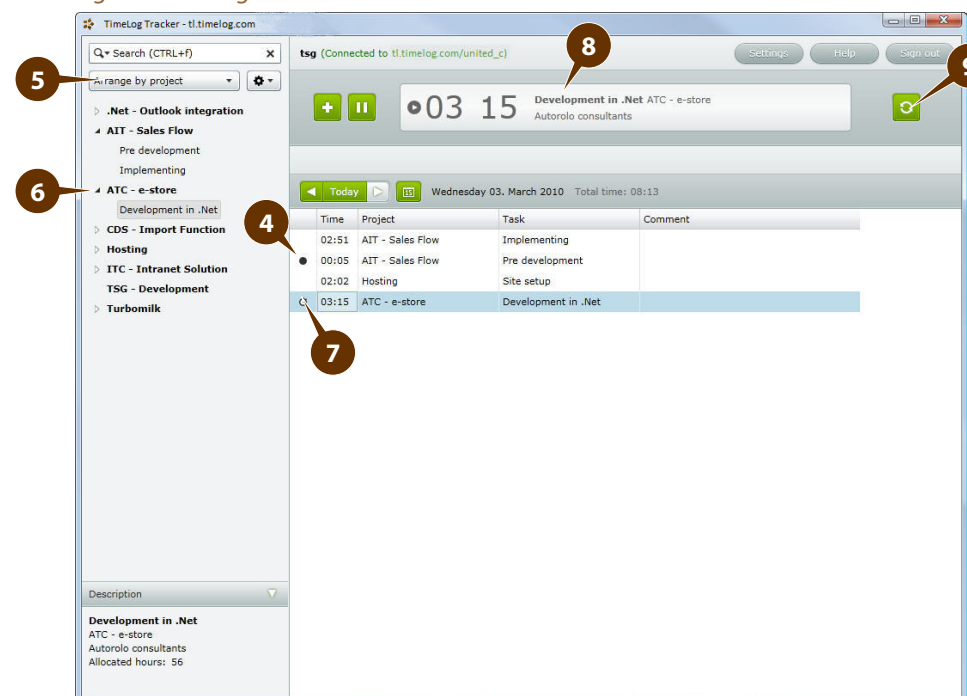 TimeLog Tracker - tl.timelog.com
Search (CTRL+f)
tsg (Connected to tl.timelog.com/united_c)
8
Settings
Help
Sign out
5
Arrange by project
9
03 15
Development in .Net ATC - e-store
Autorolo consultants
.Net - Outlook integration
AIT - Sales Flow
Pre development
Implementing
6
ATC - e-store
Development in .Net
CDS - Import Function
Hosting
ITC - Intranet Solution
TSG - Development
Turbomilk
Today
15
Wednesday 03. March 2010 Total time: 08:13
4
Time Project Task Comment
02:51 AIT - Sales Flow Implementing
00:05 AIT - Sales Flow Pre development
02:02 Hosting Site setup
03:15 ATC - e-store Development in .Net
7
Description
Development in .Net
ATC - e-store
Autorolo consultants
Allocated hours: 56